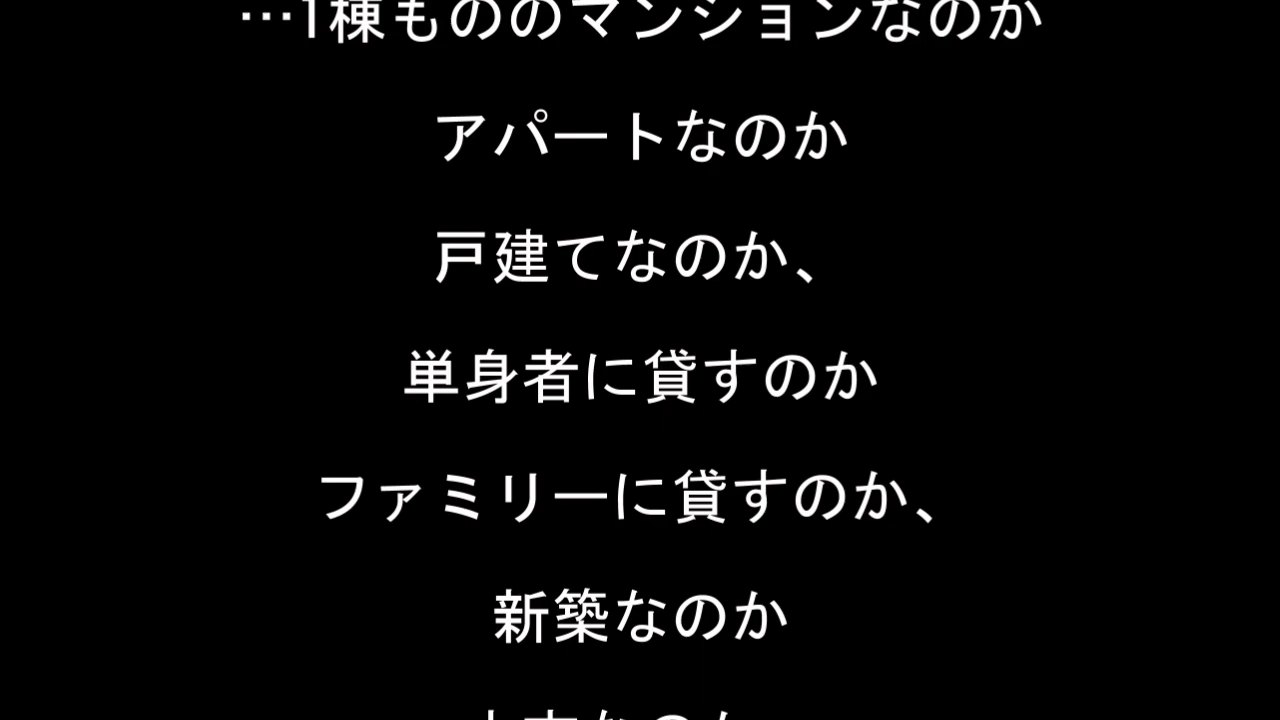 …1棟もののマンションなのか
アパートなのか
戸建てなのか、
単身者に貸すのか
ファミリーに貸すのか、
新築なのか